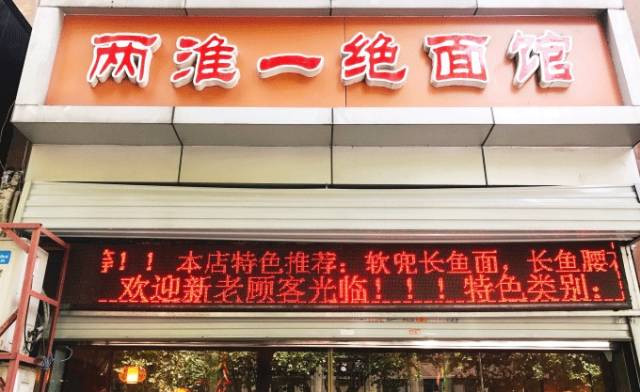 两淮一绝面馆
！！ 本店特色推荐：软兜长鱼面，长鱼腰
欢迎新老顾客光临！！！特色类别：